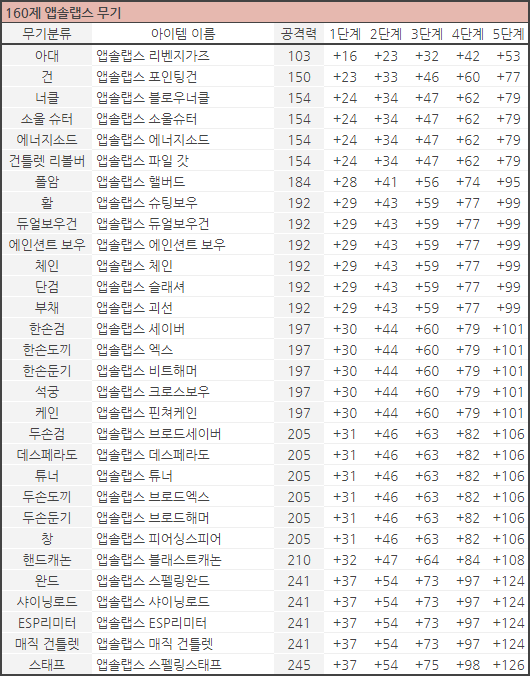 160제 앱솔랩스 무기
무기분류 아이템 이름 공격력 1단계 2단계 3단계 4단계 5단계
아대 앱솔랩스 리벤지가즈 103 +16 +23 +32 +42 +53
건 앱솔랩스 포인팅건 150 +23 +33 +46 +60 +77
너클 앱솔랩스 블로우너클 154 +24 +34 +47 +62 +79
소울 슈터 앱솔랩스 소울슈터 154 +24 +34 +47 +62 +79
에너지소드 앱솔랩스 에너지소드 154 +24 +34 +47 +62 +79
건틀렛 리볼버 앱솔랩스 파일 갓 154 +24 +34 +47 +62 +79
폴암 앱솔랩스 핼버드 184 +28 +41 +56 +74 +95
활 앱솔랩스 슈팅보우 192 +29 +43 +59 +77 +99
듀얼보우건 앱솔랩스 듀얼보우건 192 +29 +43 +59 +77 +99
에인션트 보우 앱솔랩스 에인션트 보우 192 +29 +43 +59 +77 +99
체인 앱솔랩스 체인 192 +29 +43 +59 +77 +99
단검 앱솔랩스 슬래셔 192 +29 +43 +59 +77 +99
부채 앱솔랩스 괴선 192 +29 +43 +59 +77 +99
한손검 앱솔랩스 세이버 197 +30 +44 +60 +79 +101
한손도끼 앱솔랩스 엑스 197 +30 +44 +60 +79 +101
한손둔기 앱솔랩스 비트해머 197 +30 +44 +60 +79 +101
석궁 앱솔랩스 크로스보우 197 +30 +44 +60 +79 +101
케인 앱솔랩스 핀쳐케인 197 +30 +44 +60 +79 +101
두손검 앱솔랩스 브로드세이버 205 +31 +46 +63 +82 +106
데스페라도 앱솔랩스 데스페라도 205 +31 +46 +63 +82 +106
튜너 앱솔랩스 튜너 205 +31 +46 +63 +82 +106
두손도끼 앱솔랩스 브로드엑스 205 +31 +46 +63 +82 +106
두손둔기 앱솔랩스 브로드해머 205 +31 +46 +63 +82 +106
창 앱솔랩스 피어싱스피어 205 +31 +46 +63 +82 +106
핸드캐논 앱솔랩스 블래스트캐논 210 +32 +47 +64 +84 +108
완드 앱솔랩스 스펠링완드 241 +37 +54 +73 +97 +124
샤이닝로드 앱솔랩스 샤이닝로드 241 +37 +54 +73 +97 +124
ESP리미터 앱솔랩스 ESP리미터 241 +37 +54 +73 +97 +124
매직 건틀렛 앱솔랩스 매직 건틀렛 241 +37 +54 +73 +97 +124
스태프 앱솔랩스 스펠링스태프 245 +37 +54 +75 +98 +126